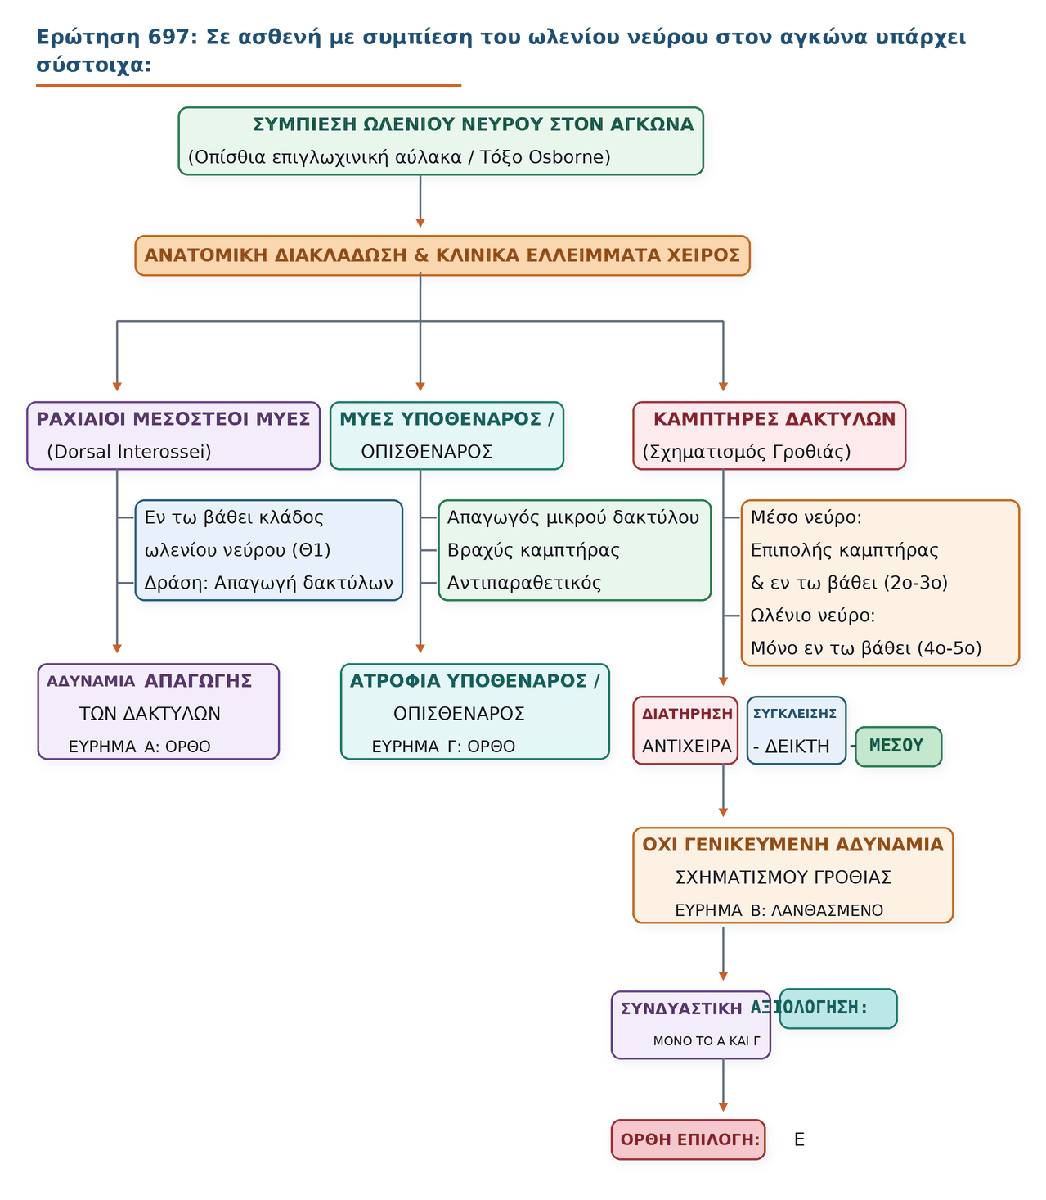 Ερώτηση 697: Σε ασθενή με συμπίεση του ωλενίου νεύρου στον αγκώνα υπάρχει
σύστοιχα:
ΣΥΜΠΙΕΣΗ ΩΛΕΝΙΟΥ ΝΕΥΡΟΥ ΣΤΟΝ ΑΓΚΩΝΑ
(Οπίσθια επιγλωχινική αύλακα / Τόξο Osborne)
ΑΝΑΤΟΜΙΚΗ ΔΙΑΚΛΑΔΩΣΗ & ΚΛΙΝΙΚΑ ΕΛΛΕΙΜΜΑΤΑ ΧΕΙΡΟΣ
ΡΑΧΙΑΙΟΙ ΜΕΣΟΣΤΕΟΙ ΜΥΕΣ
(Dorsal Interossei)
ΜΥΕΣ ΥΠΟΘΕΝΑΡΟΣ /
ΟΠΙΣΘΕΝΑΡΟΣ
ΚΑΜΠΤΗΡΕΣ ΔΑΚΤΥΛΩΝ
(Σχηματισμός Γροθιάς)
Εν τω βάθει κλάδος
ωλενίου νεύρου (Θ1)
Δράση: Απαγωγή δακτύλων
Απαγωγός μικρού δακτύλου
Βραχύς καμπτήρας
Αντιπαραθετικός
Μέσο νεύρο:
Επιπολής καμπτήρας
& εν τω βάθει (2ο-3ο)
Ωλένιο νεύρο:
Μόνο εν τω βάθει (4ο-5ο)
ΑΔΥΝΑΜΙΑ ΑΠΑΓΩΓΗΣ
ΤΩΝ ΔΑΚΤΥΛΩΝ
ΕΥΡΗΜΑ Α: ΟΡΘΟ
ΑΤΡΟΦΙΑ ΥΠΟΘΕΝΑΡΟΣ /
ΟΠΙΣΘΕΝΑΡΟΣ
ΕΥΡΗΜΑ Γ: ΟΡΘΟ
ΔΙΑΤΗΡΗΣΗ ΣΥΓΚΛΕΙΣΗΣ
ΑΝΤΙΧΕΙΡΑ - ΔΕΙΚΤΗ - ΜΕΣΟΥ
ΟΧΙ ΓΕΝΙΚΕΥΜΕΝΗ ΑΔΥΝΑΜΙΑ
ΣΧΗΜΑΤΙΣΜΟΥ ΓΡΟΘΙΑΣ
ΕΥΡΗΜΑ Β: ΛΑΝΘΑΣΜΕΝΟ
ΣΥΝΔΥΑΣΤΙΚΗ ΑΞΙΟΛΟΓΗΣΗ:
ΜΟΝΟ ΤΟ Α ΚΑΙ Γ
ΟΡΘΗ ΕΠΙΛΟΓΗ: Ε